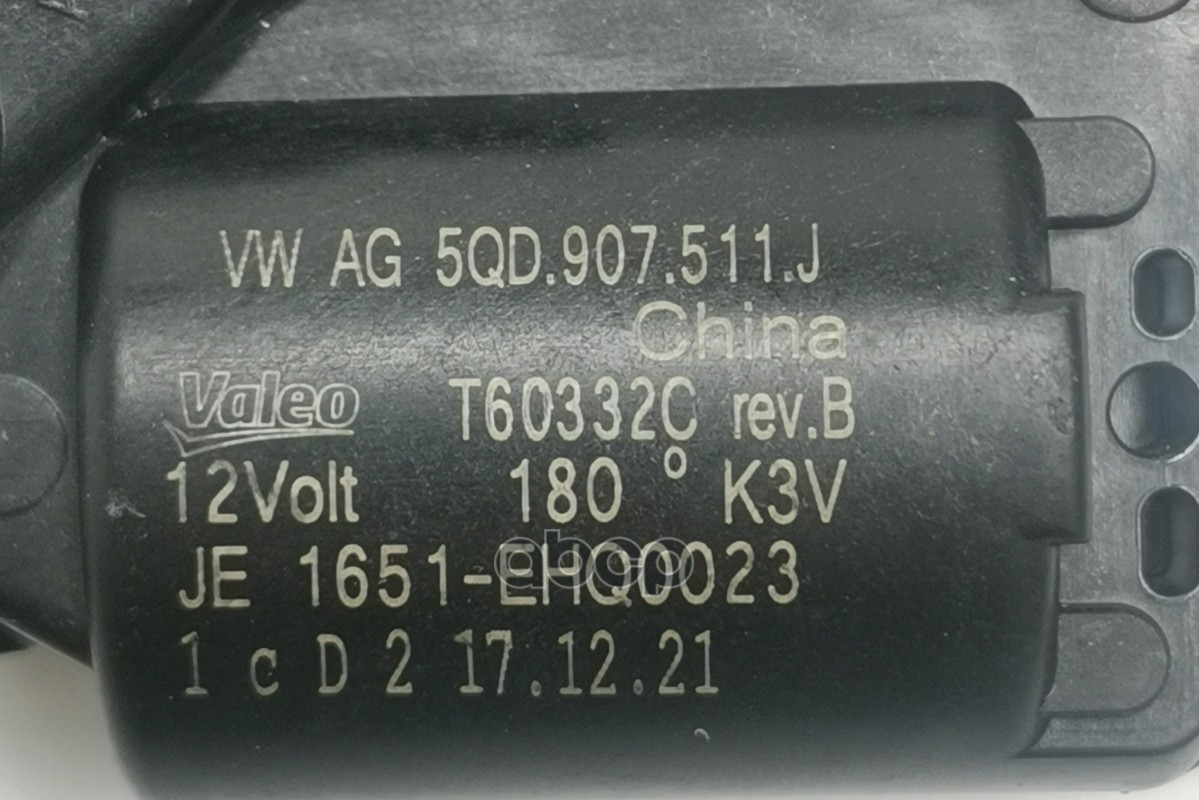 VW AG 5QD.907.511.J
China
Valeo T60332C rev.B
12Volt 180 ° K3V
JE 1651-EHQ0023
abcp
1 c D 2 17.12.21